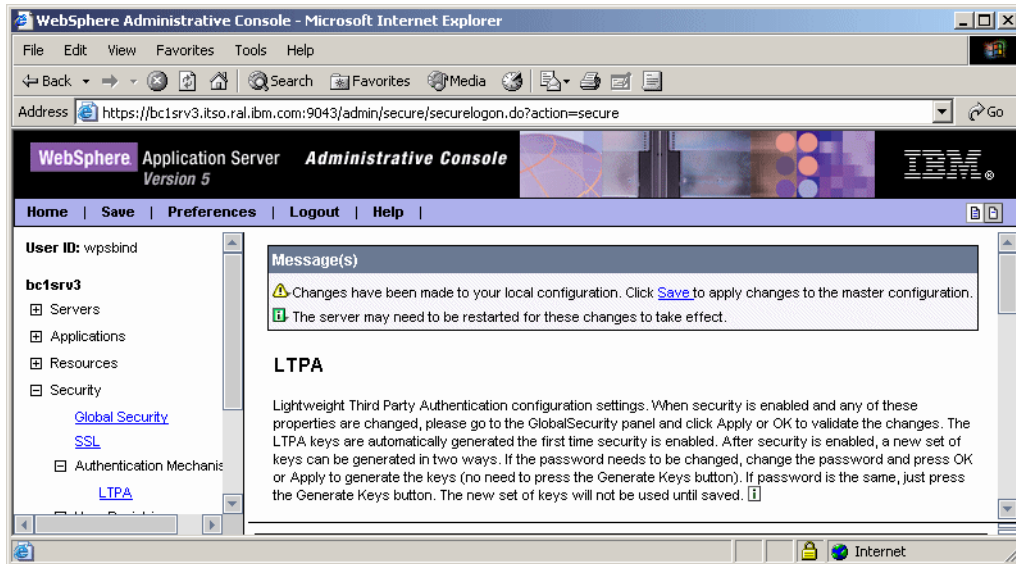 WebSphere Administrative Console - Microsoft Internet Explorer
File Edit View Favorites Tools Help
Back Search Favorites Media
Address https://bc1srv3.itso.ral.ibm.com:9043/admin/secure/securelogon.do?action=secure Go
WebSphere Application Server Administrative Console
Version 5
IBM®
Home | Save | Preferences | Logout | Help |
User ID: wpsbind
bc1srv3
Servers
Applications
Resources
Security
Global Security
SSL
Authentication Mechanis
LTPA
Message(s)
Changes have been made to your local configuration. Click Save to apply changes to the master configuration.
The server may need to be restarted for these changes to take effect.
LTPA
Lightweight Third Party Authentication configuration settings. When security is enabled and any of these
properties are changed, please go to the GlobalSecurity panel and click Apply or OK to validate the changes. The
LTPA keys are automatically generated the first time security is enabled. After security is enabled, a new set of
keys can be generated in two ways. If the password needs to be changed, change the password and press OK
or Apply to generate the keys (no need to press the Generate Keys button). If password is the same, just press
the Generate Keys button. The new set of keys will not be used until saved. i
Internet